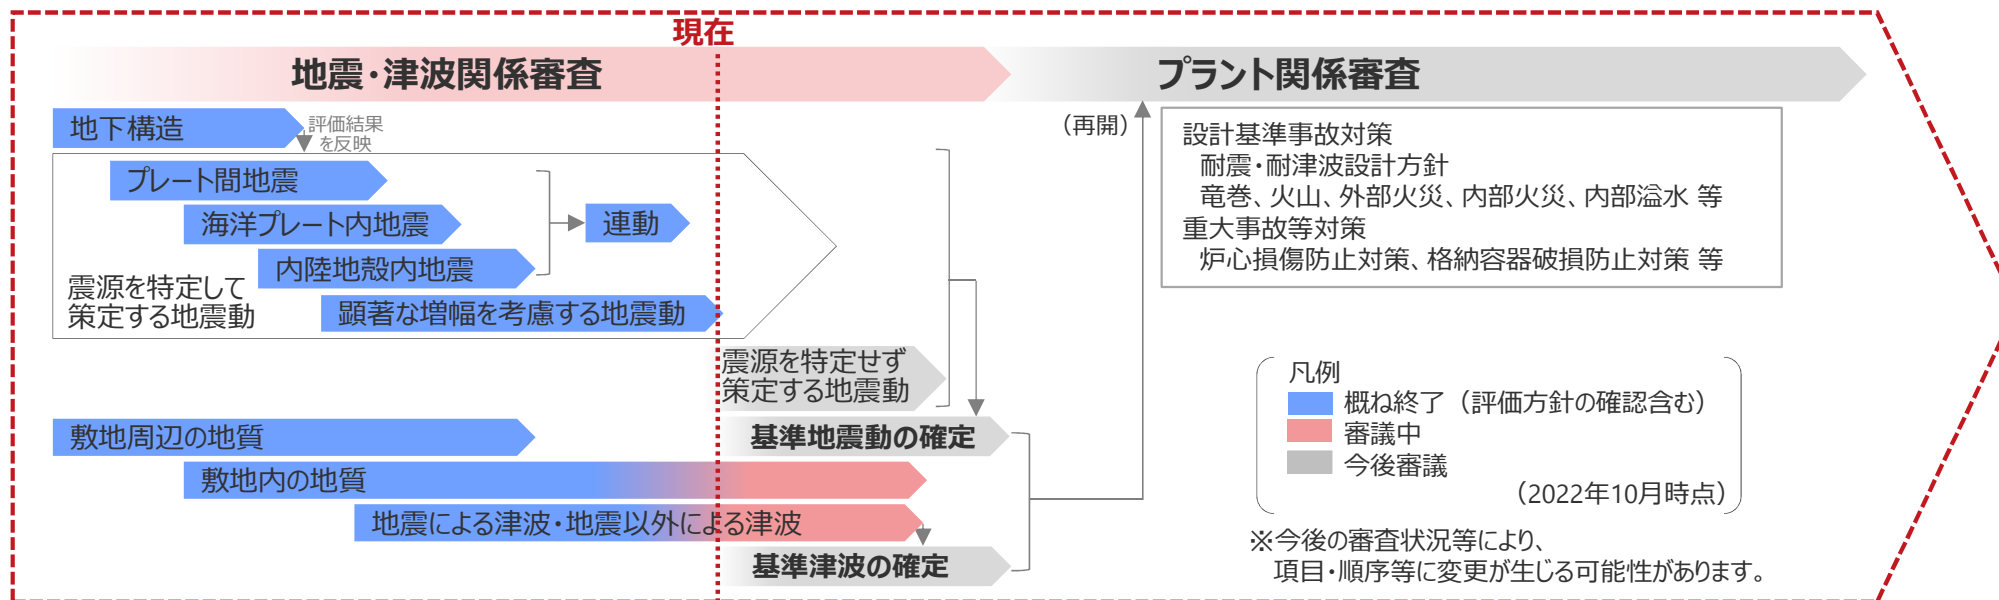 現在
地震・津波関係審査
プラント関係審査
地下構造
評価結果
を反映
プレート間地震
海洋プレート内地震
内陸地殻内地震
連動
震源を特定して
策定する地震動
顕著な増幅を考慮する地震動
震源を特定せず
策定する地震動
敷地周辺の地質
基準地震動の確定
敷地内の地質
地震による津波・地震以外による津波
基準津波の確定
（再開）
設計基準事故対策
耐震・耐津波設計方針
竜巻、火山、外部火災、内部火災、内部溢水 等
重大事故等対策
炉心損傷防止対策、格納容器破損防止対策 等
凡例
概ね終了（評価方針の確認含む）
審議中
今後審議
（2022年10月時点）
※今後の審査状況等により、
項目・順序等に変更が生じる可能性があります。